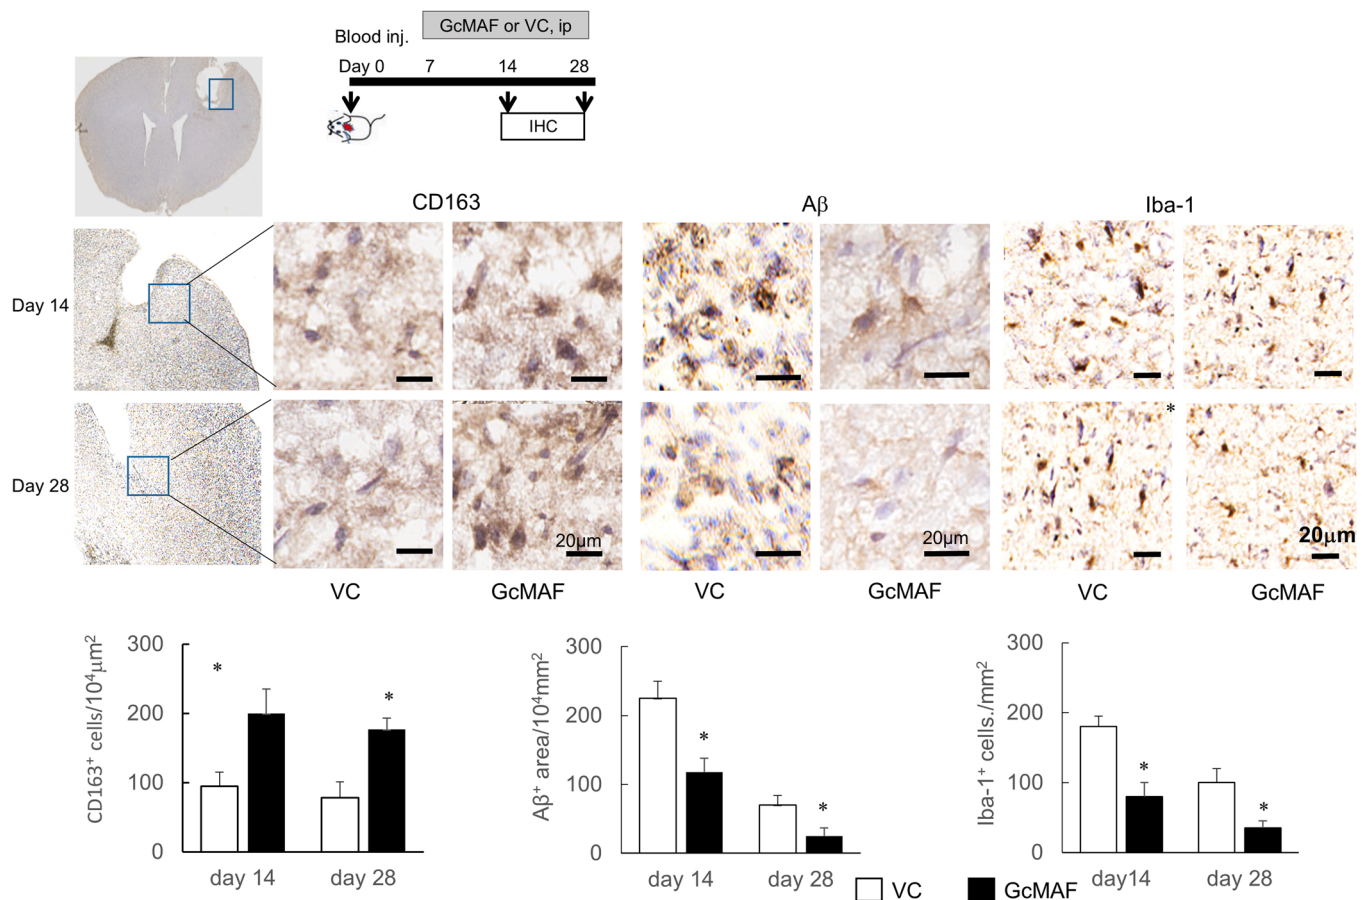 GcMAF or VC, ip
Blood inj.
Day 0 7 14 28
IHC
CD163 Aβ Iba-1
Day 14
*
Day 28
20μm 20μm 20μm
VC GcMAF VC GcMAF VC GcMAF
CD163⁺ cells/10⁴μm²
300
200
100
0
* *
day 14 day 28
Aβ⁺ area/10⁴mm²
300
200
100
0
* *
day 14 day 28
Iba-1⁺ cells./mm²
300
200
100
0
* *
day14 day 28
VC GcMAF